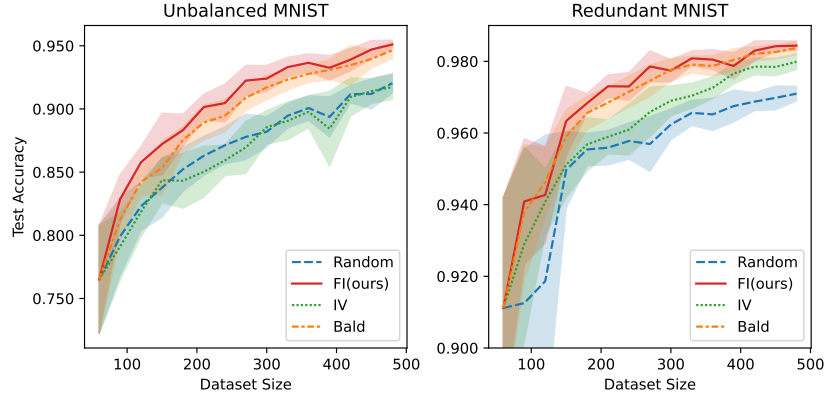 Unbalanced MNIST
Test Accuracy
0.950
0.900
0.850
0.800
0.750
100
200
300
400
500
Dataset Size
Random
FI(ours)
IV
Bald
Redundant MNIST
0.980
0.960
0.940
0.920
0.900
100
200
300
400
500
Dataset Size
Random
FI(ours)
IV
Bald